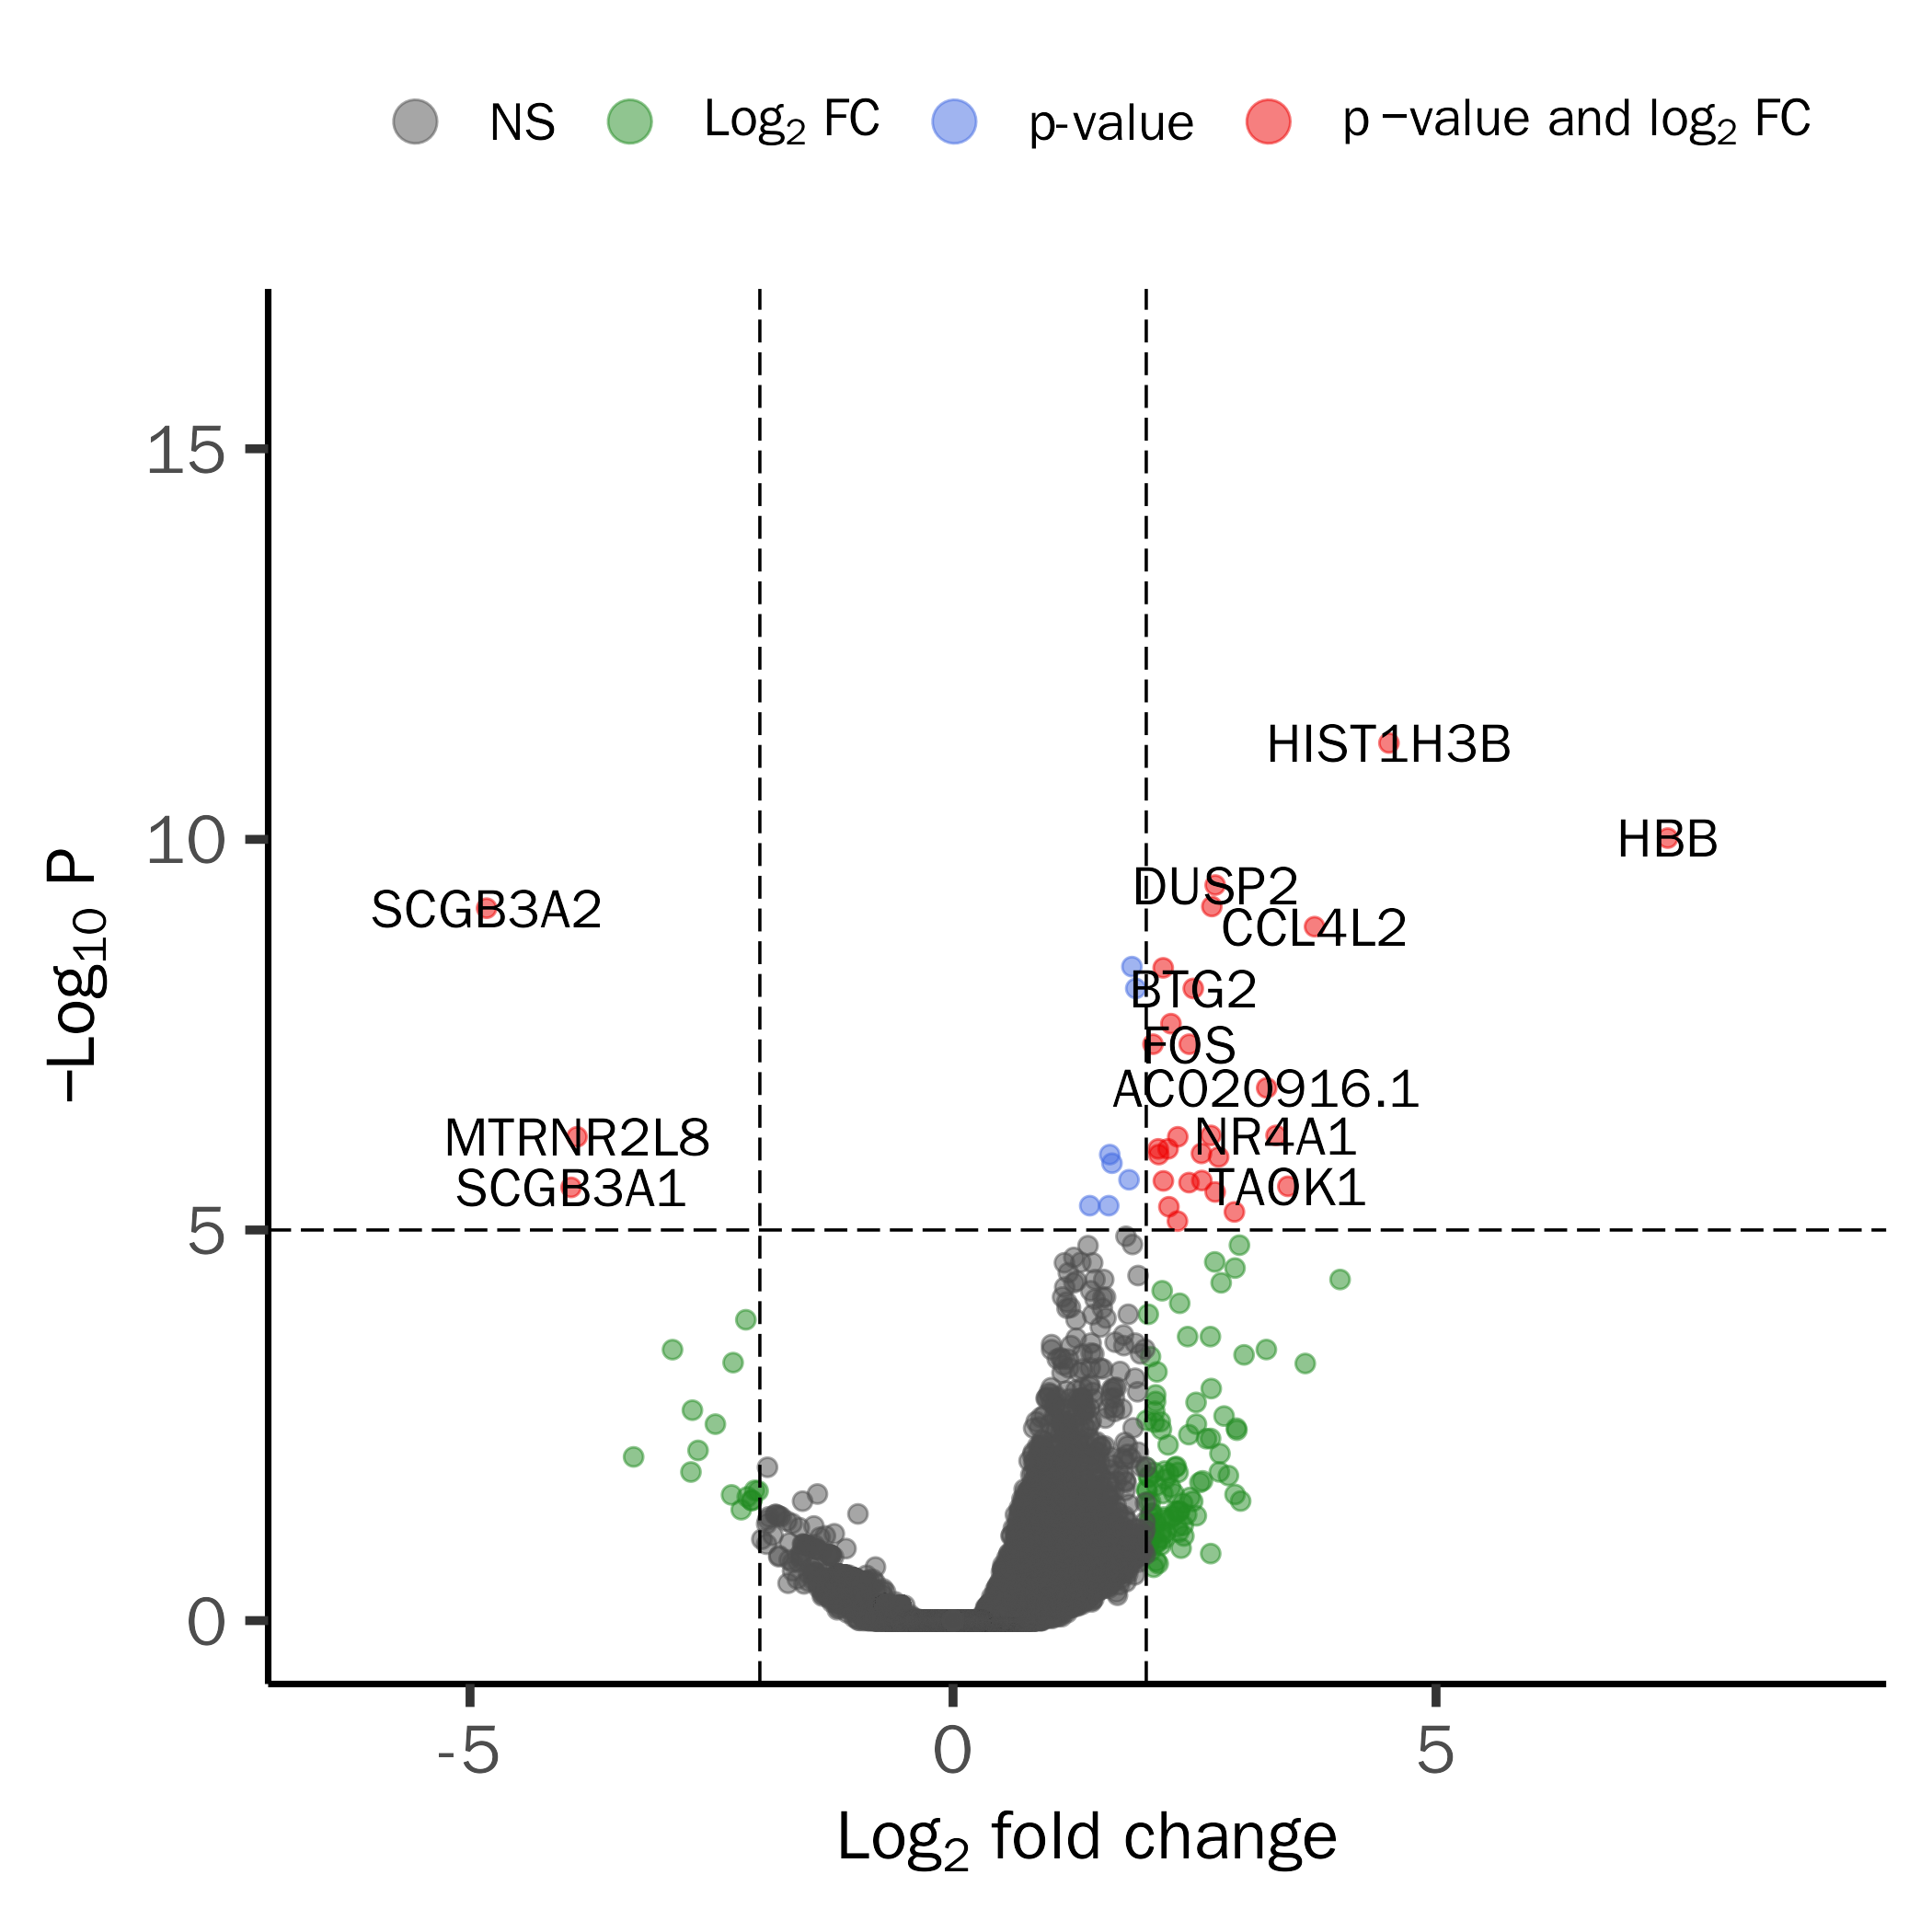 NS Log2 FC p-value p −value and log2 FC
15
HIST1H3B
10
HBB
DUSP2
SCGB3A2
CCL4L2
BTG2
FOS
AC020916.1
MTRNR2L8
NR4A1
SCGB3A1
TAOK1
5
0
−Log10 P
-5 0 5
Log2 fold change